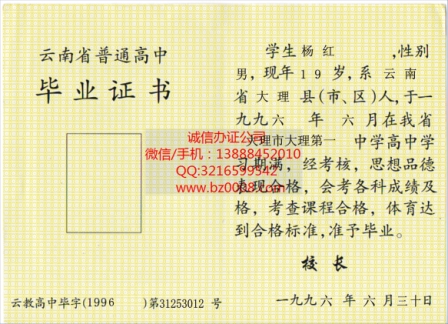 云南省普通高中
毕业证书
云教高中毕字(1996 )第31253012 号
学生 杨 红 ,性别
男,现年 1 9 岁,系 云南
省 大 理 县(市、区)人,于一
九九六 年 六 月在我省
大理市大理第一 中学高中学
习期满,经考核,思想品德
表现合格,会考各科成绩及
格,考查课程合格,体育达
到合格标准,准予毕业。
校 长
一九九六 年 六 月 三十日
诚信办证公司
微信/手机:13888452010
QQ:3216599342
www.bz0088.com